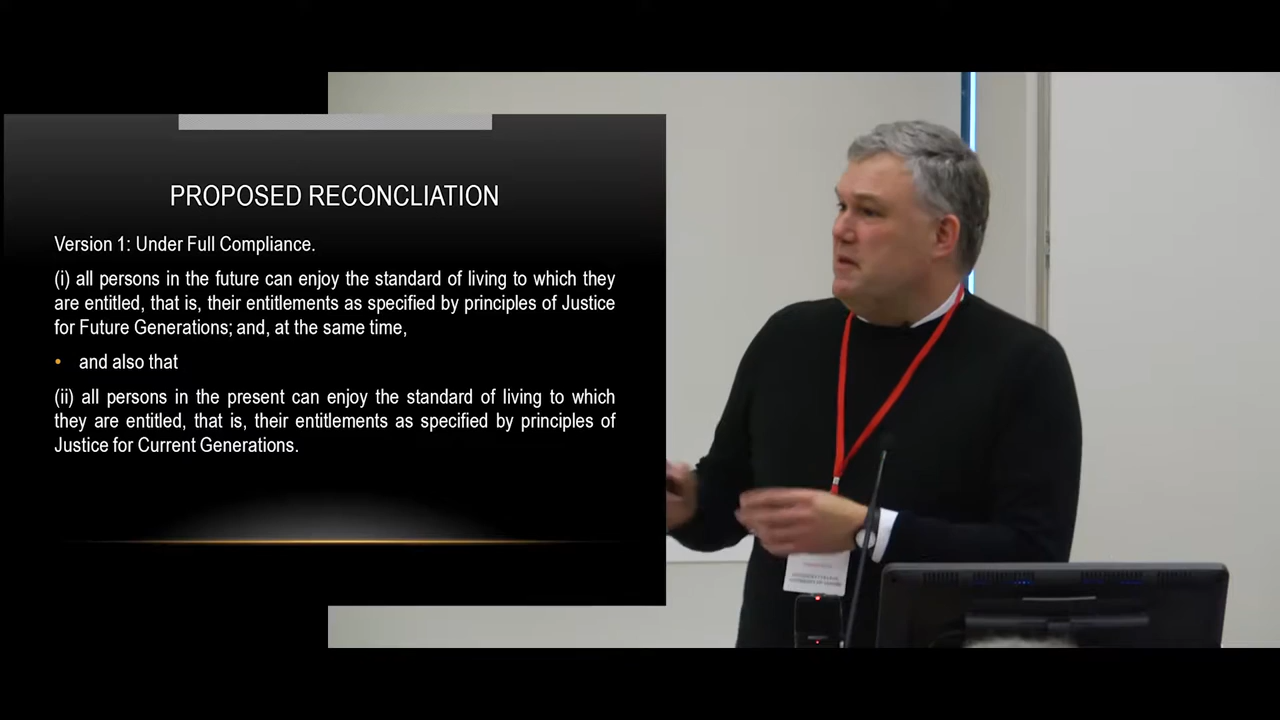 PROPOSED RECONCLIATION
Version 1: Under Full Compliance.
(i) all persons in the future can enjoy the standard of living to which they
are entitled, that is, their entitlements as specified by principles of Justice
for Future Generations; and, at the same time,
• and also that
(ii) all persons in the present can enjoy the standard of living to which
they are entitled, that is, their entitlements as specified by principles of
Justice for Current Generations.